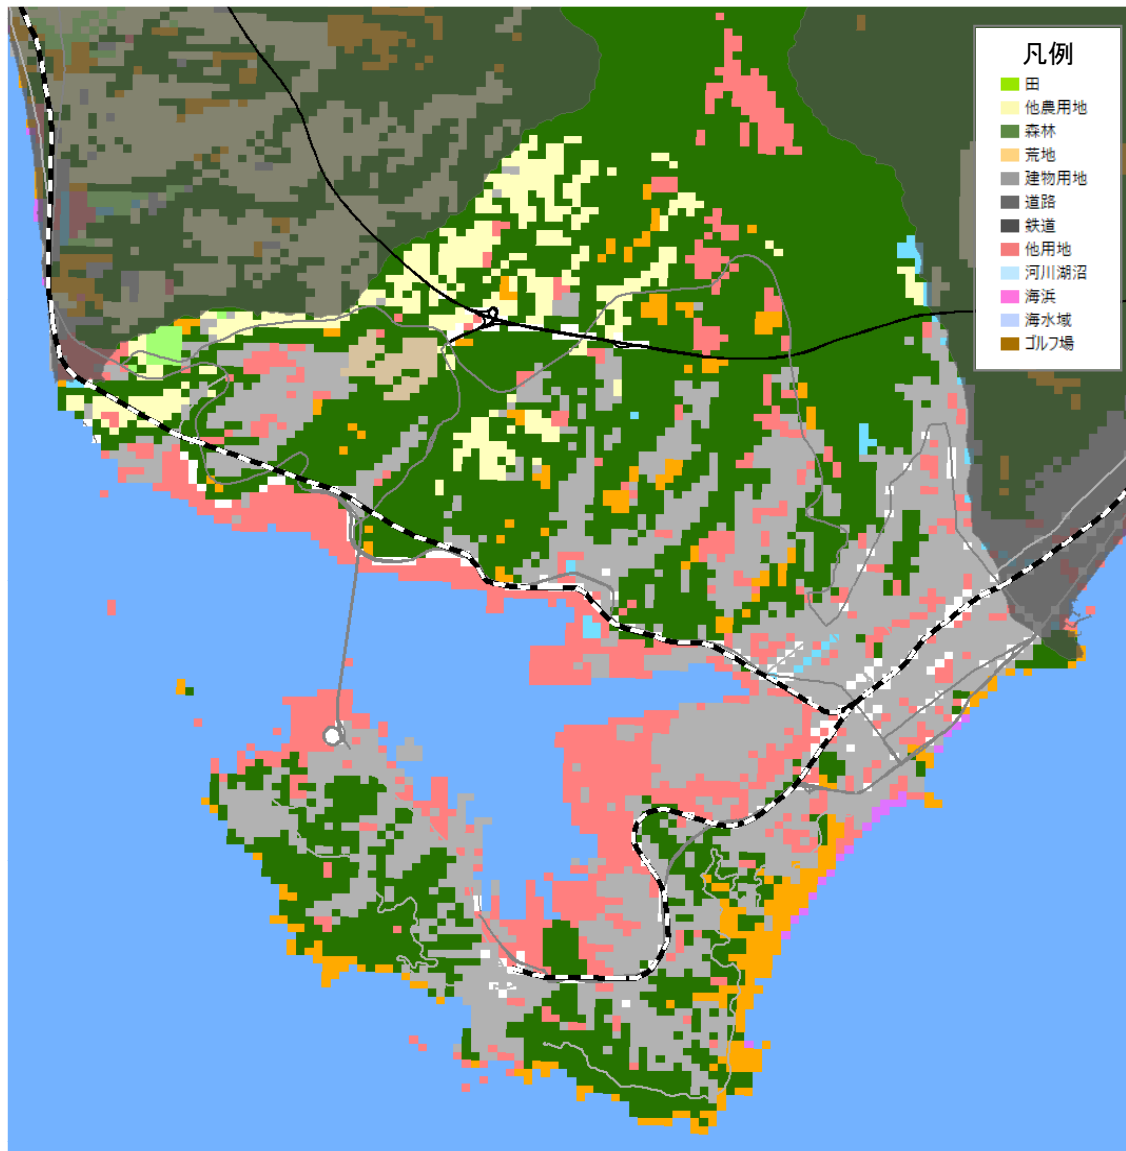 凡例
田
他農用地
森林
荒地
建物用地
道路
鉄道
他用地
河川湖沼
海浜
海水域
ゴルフ場